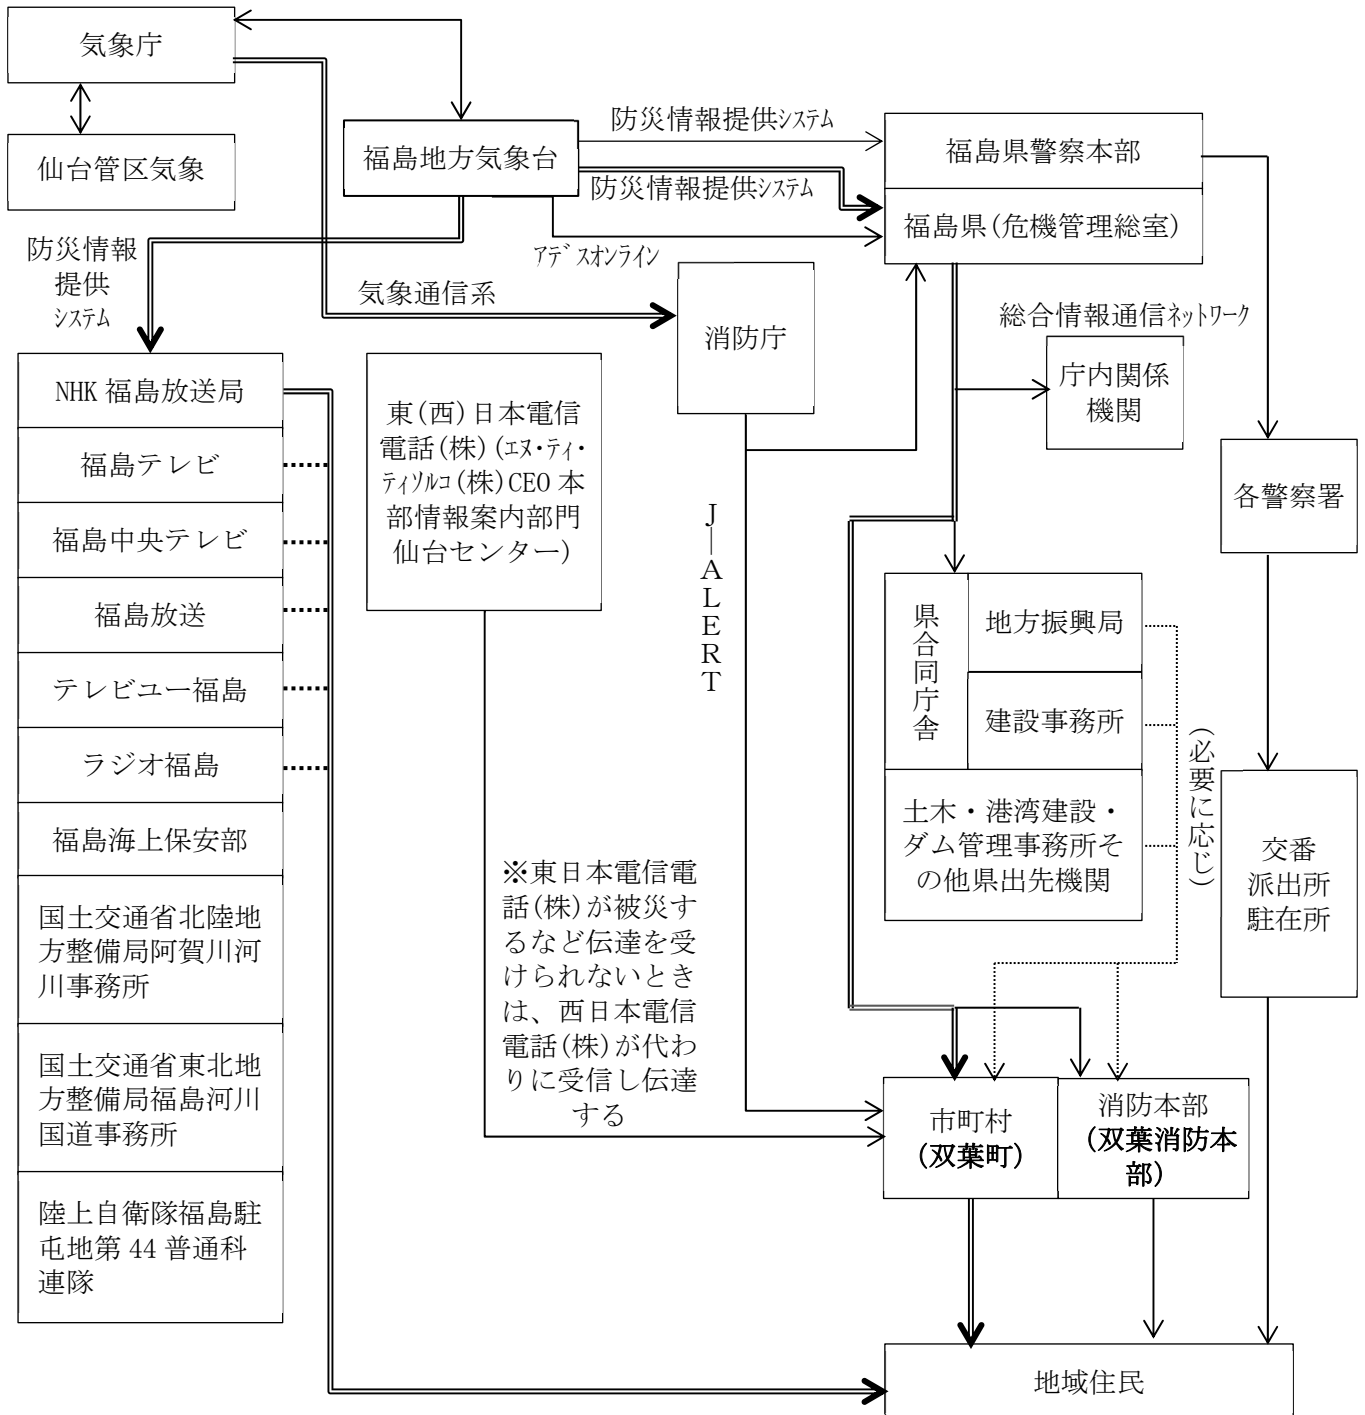 気象庁
仙台管区気象
福島地方気象台
防災情報提供システム
防災情報提供システム
アデスオンライン
福島県警察本部
福島県(危機管理総室)
防災情報
提供
システム
気象通信系
消防庁
総合情報通信ネットワーク
庁内関係
機関
NHK 福島放送局
福島テレビ
福島中央テレビ
福島放送
テレビユー福島
ラジオ福島
福島海上保安部
国土交通省北陸地
方整備局阿賀川河
川事務所
国土交通省東北地
方整備局福島河川
国道事務所
陸上自衛隊福島駐
屯地第 44 普通科
連隊
東(西)日本電信
電話(株)(エヌ・ティ・
ティソルコ(株)CEO 本
部情報案内部門
仙台センター)
J―ALERT
各警察署
県合同庁舎
地方振興局
建設事務所
土木・港湾建設・
ダム管理事務所そ
の他県出先機関
(必要に応じ)
交番
派出所
駐在所
※東日本電信電
話(株)が被災す
るなど伝達を受
けられないとき
は、西日本電信
電話(株)が代わ
りに受信し伝達
する
市町村
(双葉町)
消防本部
(双葉消防本
部)
地域住民